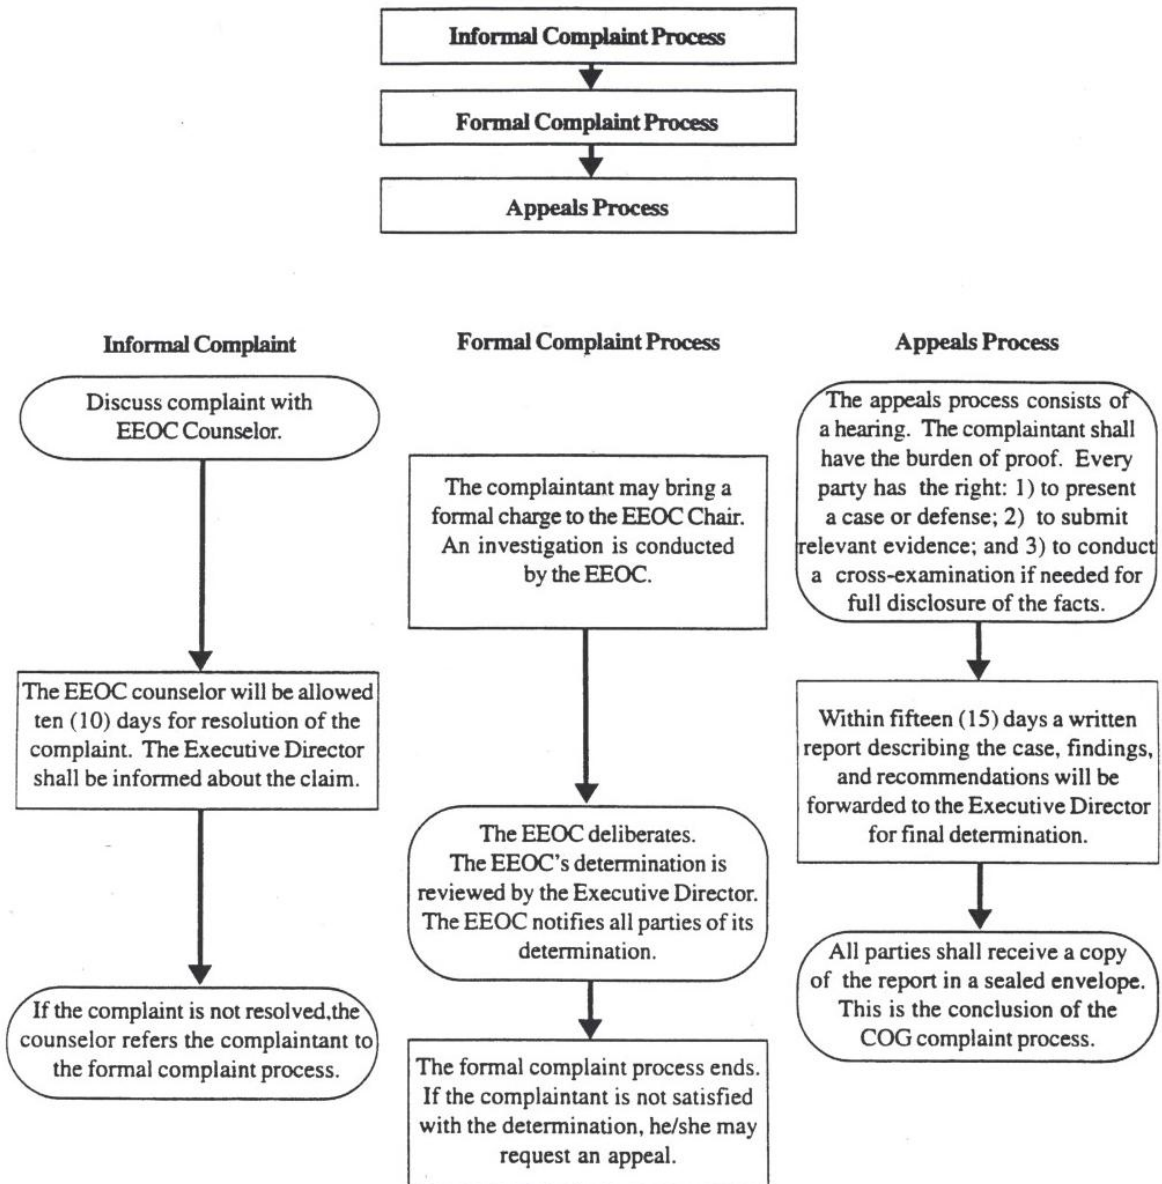 Informal Complaint Process
Formal Complaint Process
Appeals Process
Informal Complaint
Discuss complaint with
EEOC Counselor.
The EEOC counselor will be allowed
ten (10) days for resolution of the
complaint. The Executive Director
shall be informed about the claim.
If the complaint is not resolved,the
counselor refers the complainant to
the formal complaint process.
Formal Complaint Process
The complainant may bring a
formal charge to the EEOC Chair.
An investigation is conducted
by the EEOC.
The EEOC deliberates.
The EEOC's determination is
reviewed by the Executive Director.
The EEOC notifies all parties of its
determination.
The formal complaint process ends.
If the complainant is not satisfied
with the determination, he/she may
request an appeal.
Appeals Process
The appeals process consists of
a hearing. The complainant shall
have the burden of proof. Every
party has the right: 1) to present
a case or defense; 2) to submit
relevant evidence; and 3) to conduct
a cross-examination if needed for
full disclosure of the facts.
Within fifteen (15) days a written
report describing the case, findings,
and recommendations will be
forwarded to the Executive Director
for final determination.
All parties shall receive a copy
of the report in a sealed envelope.
This is the conclusion of the
COG complaint process.